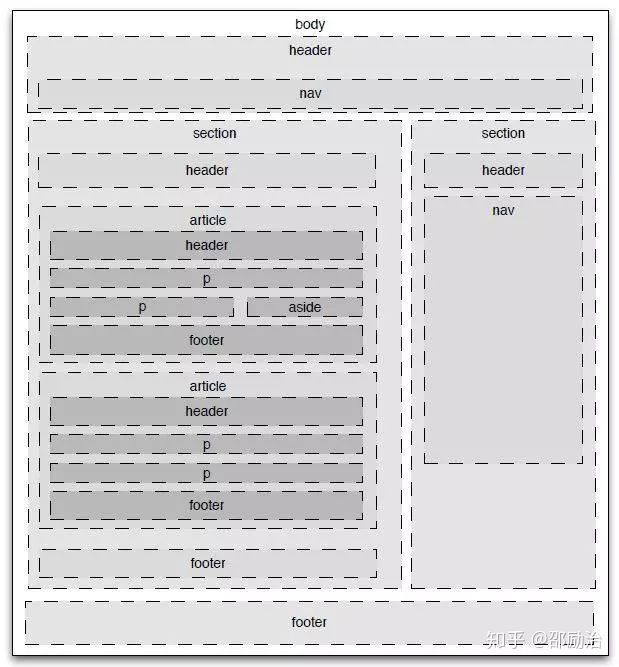 body
header
nav
section
header
article
header
p
p
aside
footer
article
header
p
p
footer
footer
section
header
nav
footer
知乎 @邵励治